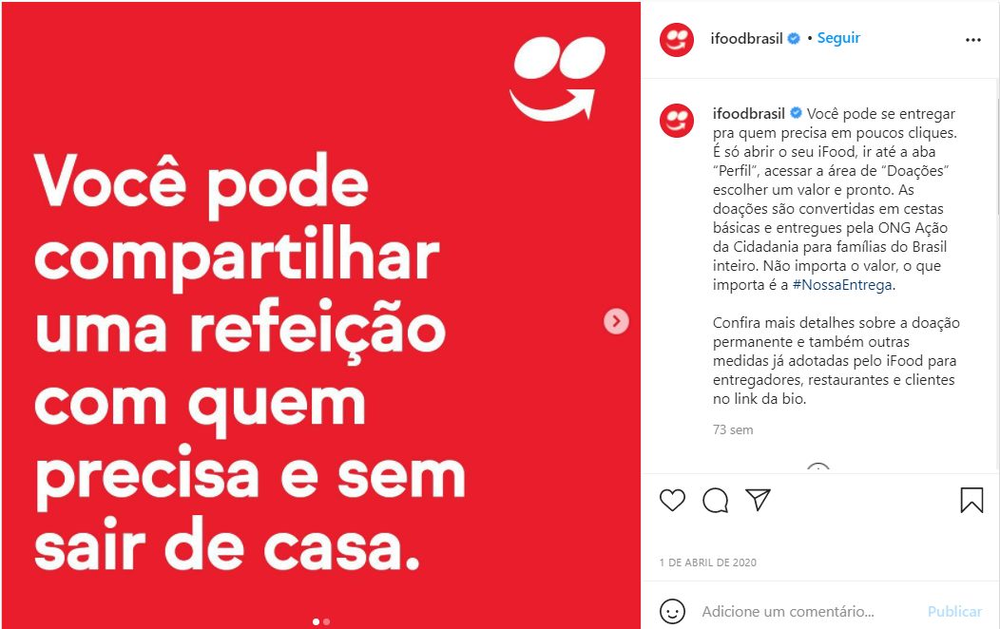 Você pode
compartilhar
uma refeição
com quem
precisa e sem
sair de casa.
ifoodbrasil • Seguir
ifoodbrasil Você pode se entregar
pra quem precisa em poucos cliques.
É só abrir o seu iFood, ir até a aba
“Perfil”, acessar a área de “Doações”
escolher um valor e pronto. As
doações são convertidas em cestas
básicas e entregues pela ONG Ação
da Cidadania para famílias do Brasil
inteiro. Não importa o valor, o que
importa é a #NossaEntrega.
Confira mais detalhes sobre a doação
permanente e também outras
medidas já adotadas pelo iFood para
entregadores, restaurantes e clientes
no link da bio.
73 sem
1 DE ABRIL DE 2020
Adicione um comentário... Publicar